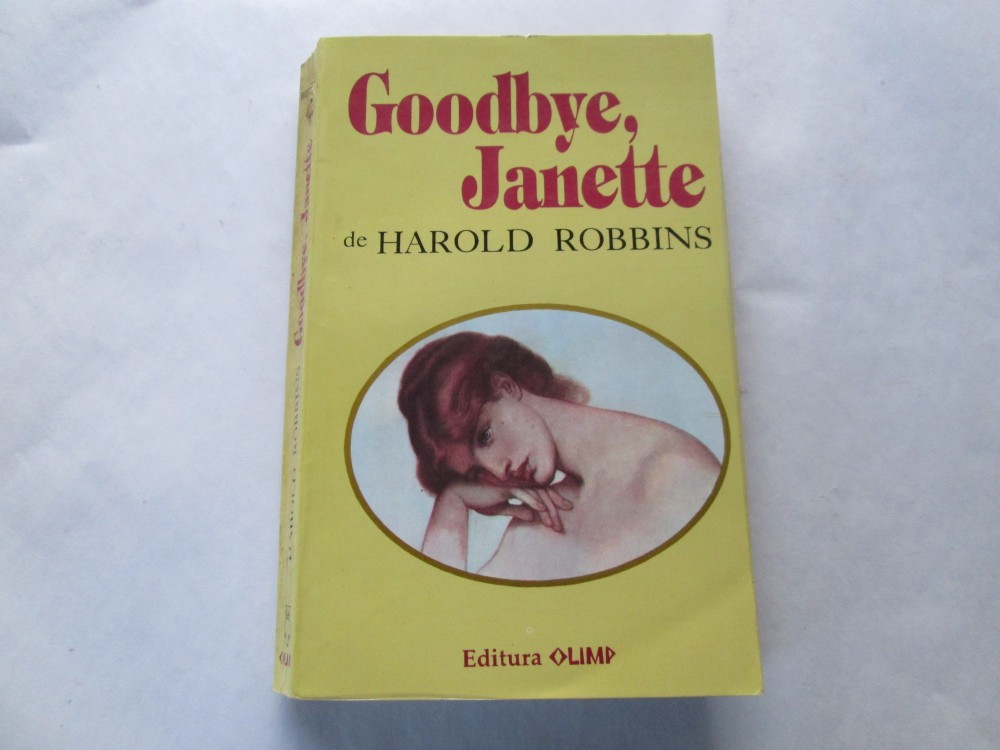 Goodbye,
Janette
de HAROLD ROBBINS
Editura OLIMP
HAROLD ROBBINS Goodbye, Janette